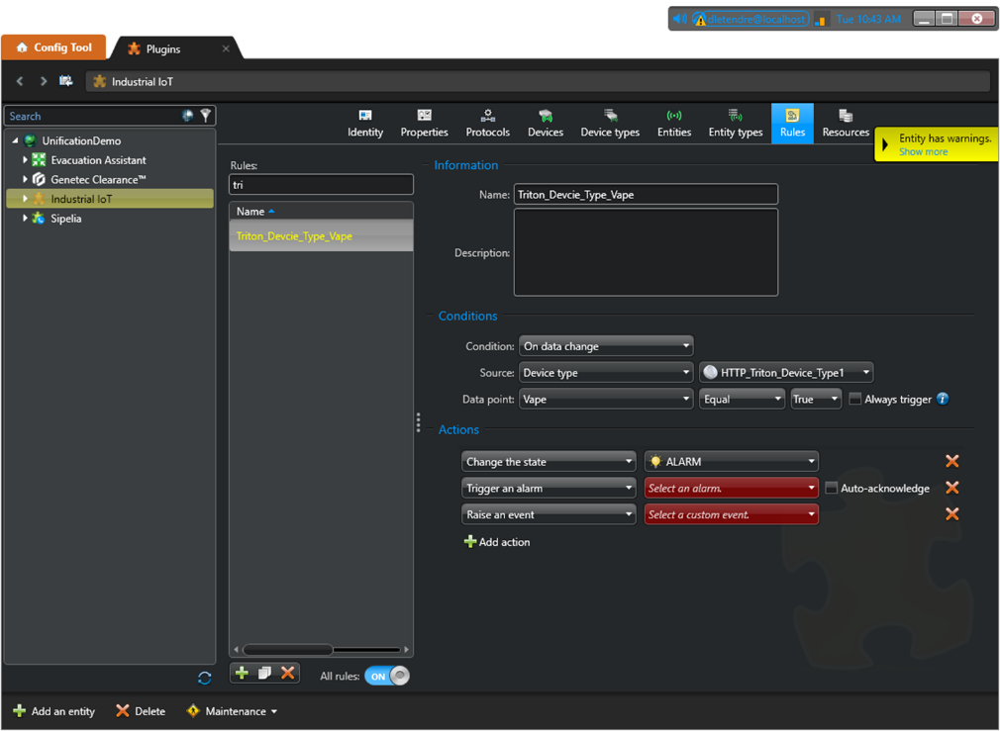 dletendre@localhost Tue 10:43 AM
Config Tool Plugins
Industrial IoT
Search
UnificationDemo
Evacuation Assistant
Genetec Clearance™
Industrial IoT
Sipelia
Identity Properties Protocols Devices Device types Entities Entity types Rules Resources
Entity has warnings.
Show more
Rules:
tri
Name
Triton_Devcie_Type_Vape
Information
Name: Triton_Devcie_Type_Vape
Description:
Conditions
Condition: On data change
Source: Device type HTTP_Triton_Device_Type1
Data point: Vape Equal True Always trigger
Actions
Change the state ALARM
Trigger an alarm Select an alarm. Auto-acknowledge
Raise an event Select a custom event.
Add action
All rules: ON
Add an entity Delete Maintenance